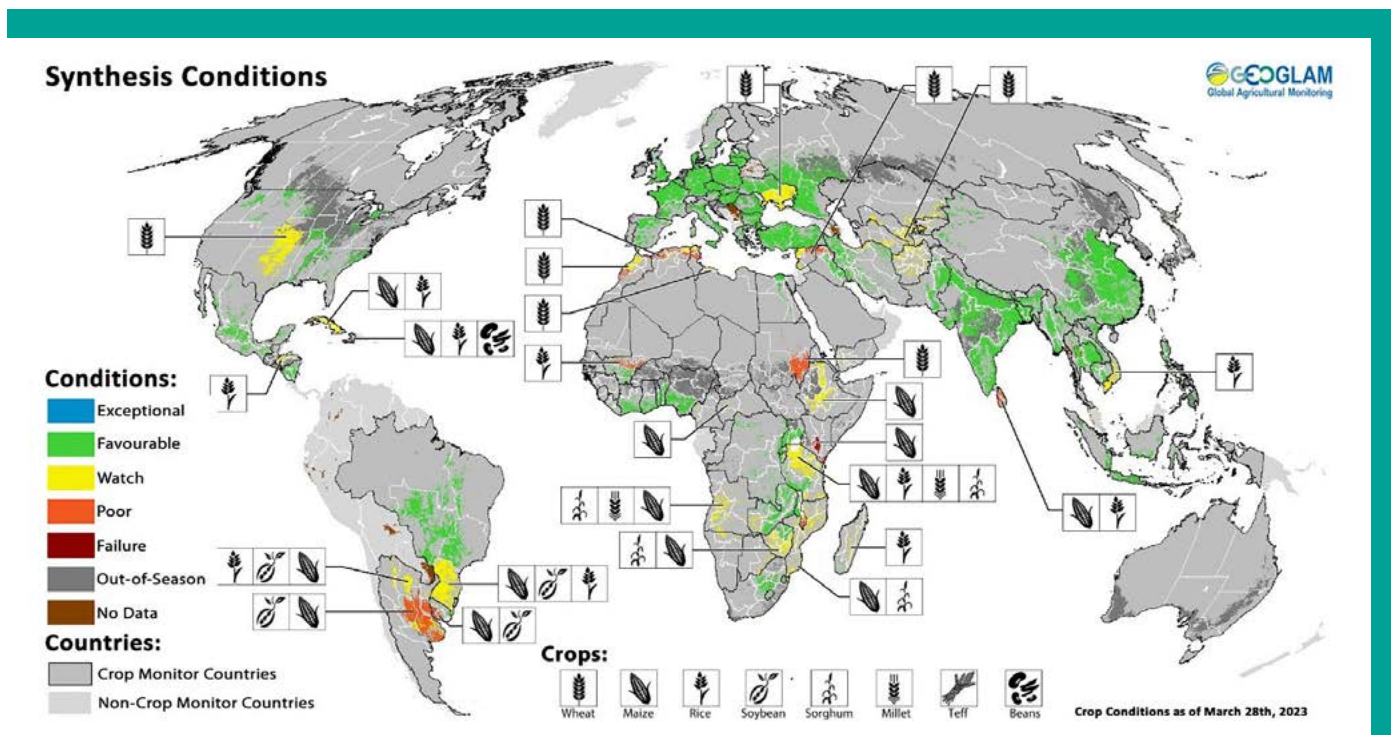 Synthesis Conditions
GEOGLAM
Global Agricultural Monitoring
Conditions:
Exceptional
Favourable
Watch
Poor
Failure
Out-of-Season
No Data
Countries:
Crop Monitor Countries
Non-Crop Monitor Countries
Crops:
Wheat Maize Rice Soybean Sorghum Millet Teff Beans
Crop Conditions as of March 28th, 2023